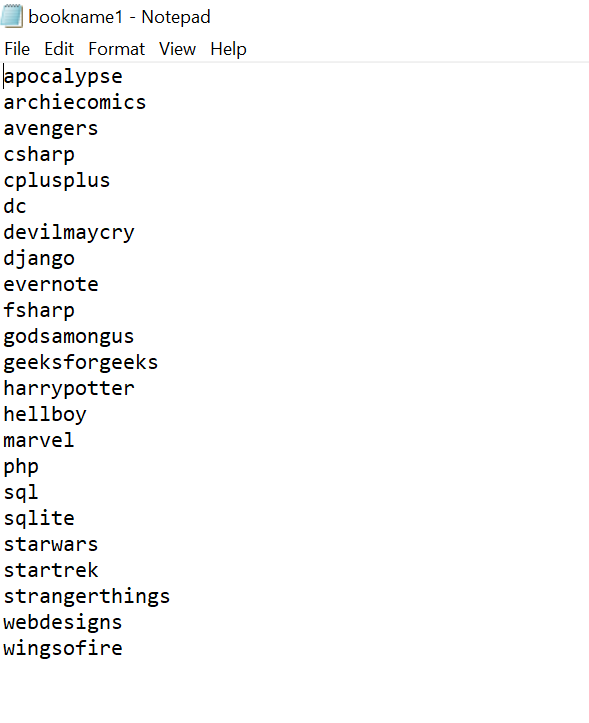 bookname1 - Notepad
File Edit Format View Help
apocalypse
archiecomics
avengers
csharp
cplusplus
dc
devilmaycry
django
evernote
fsharp
godsamongus
geeksforgeeks
harrypotter
hellboy
marvel
php
sql
sqlite
starwars
startrek
strangerthings
webdesigns
wingsofire